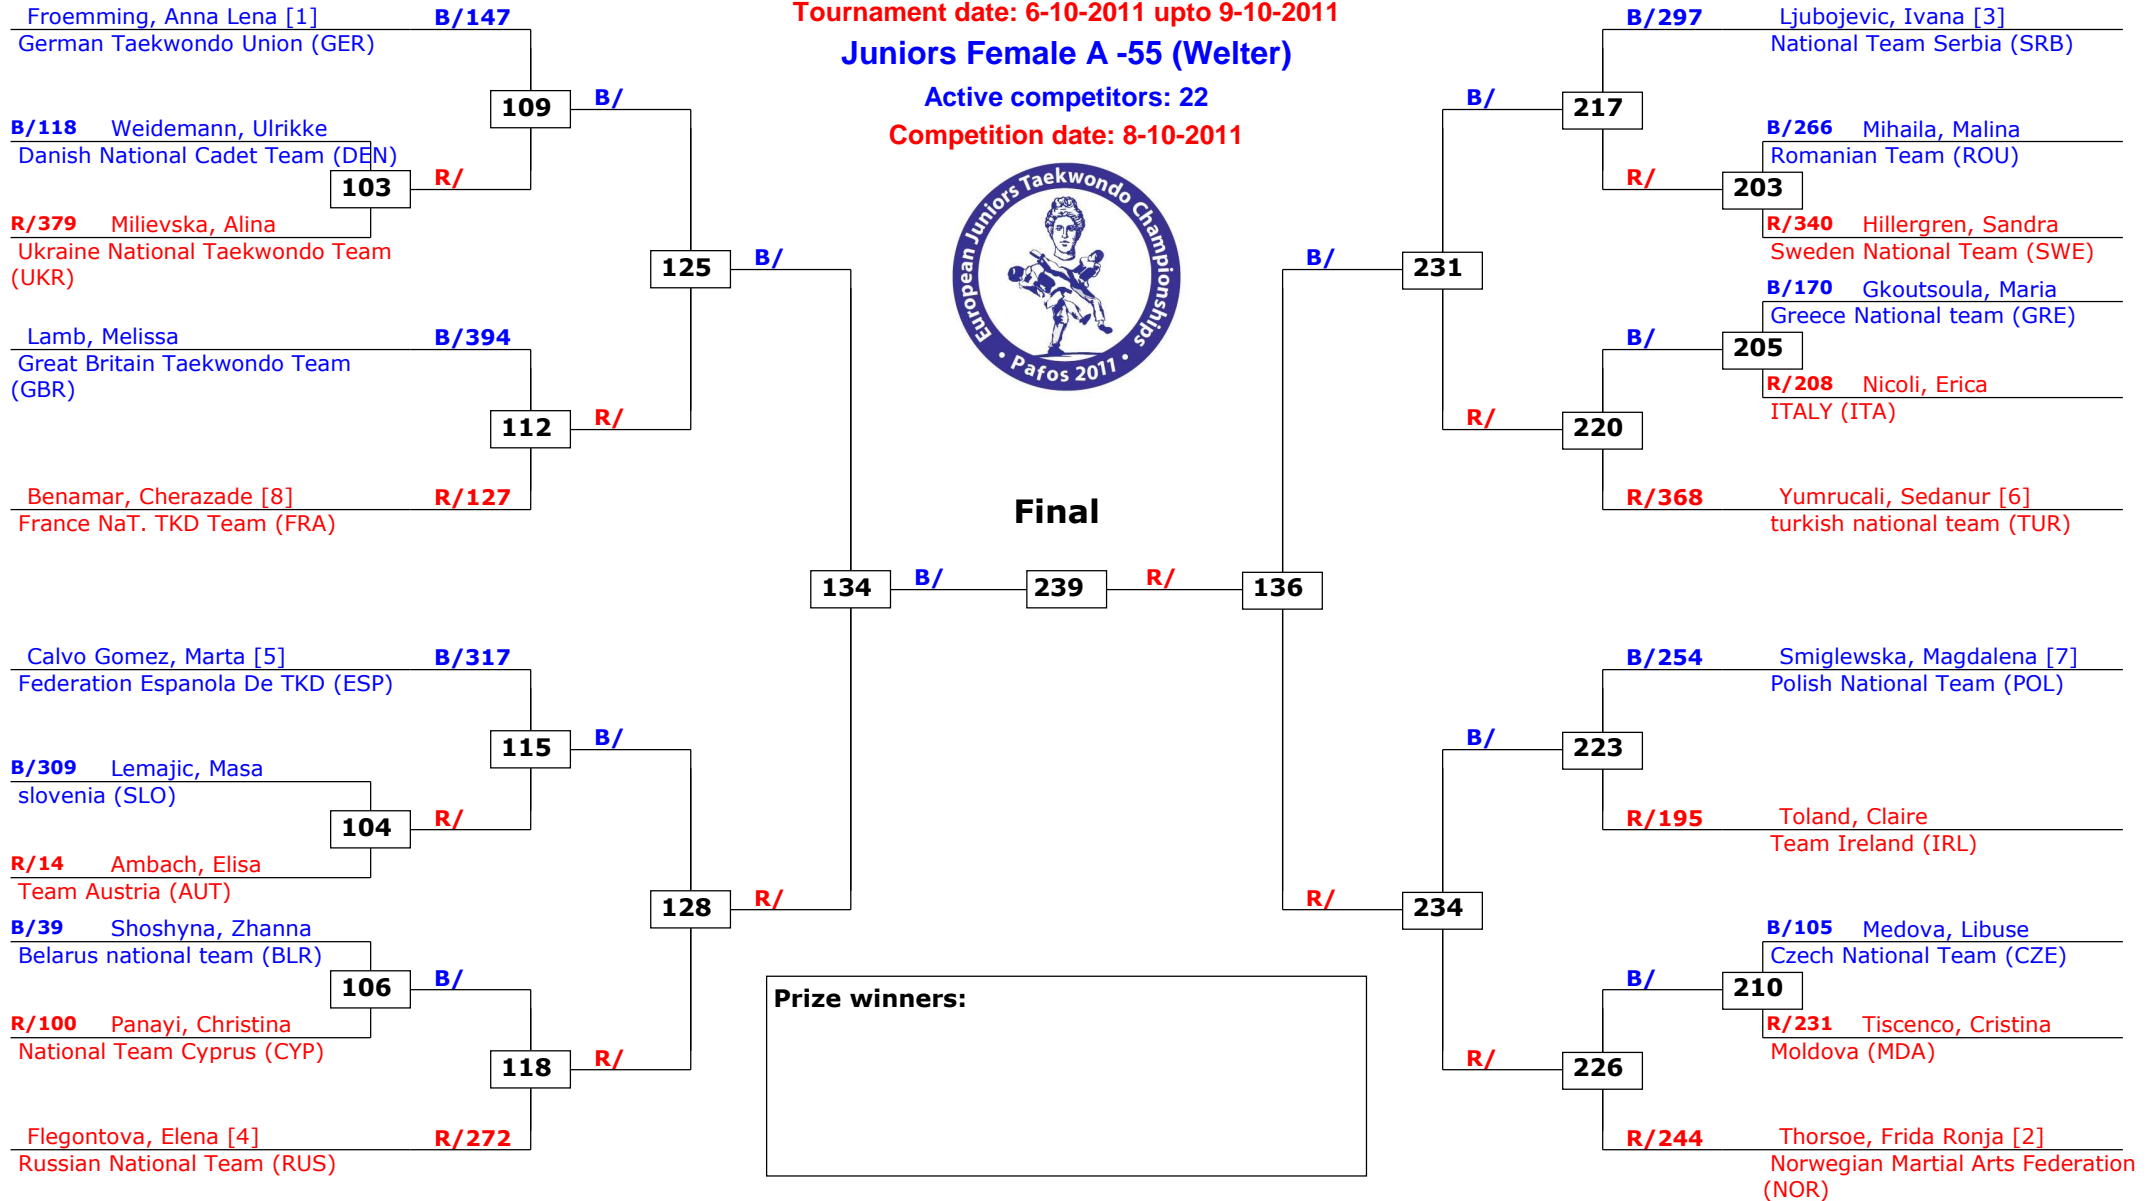 Tournament date: 6-10-2011 upto 9-10-2011
Juniors Female A -55 (Welter)
Active competitors: 22
Competition date: 8-10-2011
European Juniors Taekwondo Championships
• Pafos 2011 •
Froemming, Anna Lena [1] B/147
German Taekwondo Union (GER)
109 B/
B/118 Weidemann, Ulrikke
Danish National Cadet Team (DEN)
103 R/
R/379 Milievska, Alina
Ukraine National Taekwondo Team
(UKR)
125 B/
Lamb, Melissa B/394
Great Britain Taekwondo Team
(GBR)
112 R/
Benamar, Cherazade [8] R/127
France NaT. TKD Team (FRA)
Calvo Gomez, Marta [5] B/317
Federation Espanola De TKD (ESP)
115 B/
B/309 Lemajic, Masa
slovenia (SLO)
104 R/
R/14 Ambach, Elisa
Team Austria (AUT)
128 R/
B/39 Shoshyna, Zhanna
Belarus national team (BLR)
106 B/
R/100 Panayi, Christina
National Team Cyprus (CYP)
118 R/
Flegontova, Elena [4] R/272
Russian National Team (RUS)
Final
134 B/ 239 R/ 136
B/297 Ljubojevic, Ivana [3]
National Team Serbia (SRB)
B/ 217
B/266 Mihaila, Malina
Romanian Team (ROU)
R/ 203
R/340 Hillergren, Sandra
Sweden National Team (SWE)
B/ 231
B/170 Gkoutsoula, Maria
Greece National team (GRE)
B/ 205
R/208 Nicoli, Erica
ITALY (ITA)
R/ 220
R/368 Yumrucali, Sedanur [6]
turkish national team (TUR)
B/254 Smiglewska, Magdalena [7]
Polish National Team (POL)
B/ 223
R/195 Toland, Claire
Team Ireland (IRL)
R/ 234
B/105 Medova, Libuse
Czech National Team (CZE)
B/ 210
R/231 Tiscenco, Cristina
Moldova (MDA)
R/ 226
R/244 Thorsoe, Frida Ronja [2]
Norwegian Martial Arts Federation
(NOR)
Prize winners: